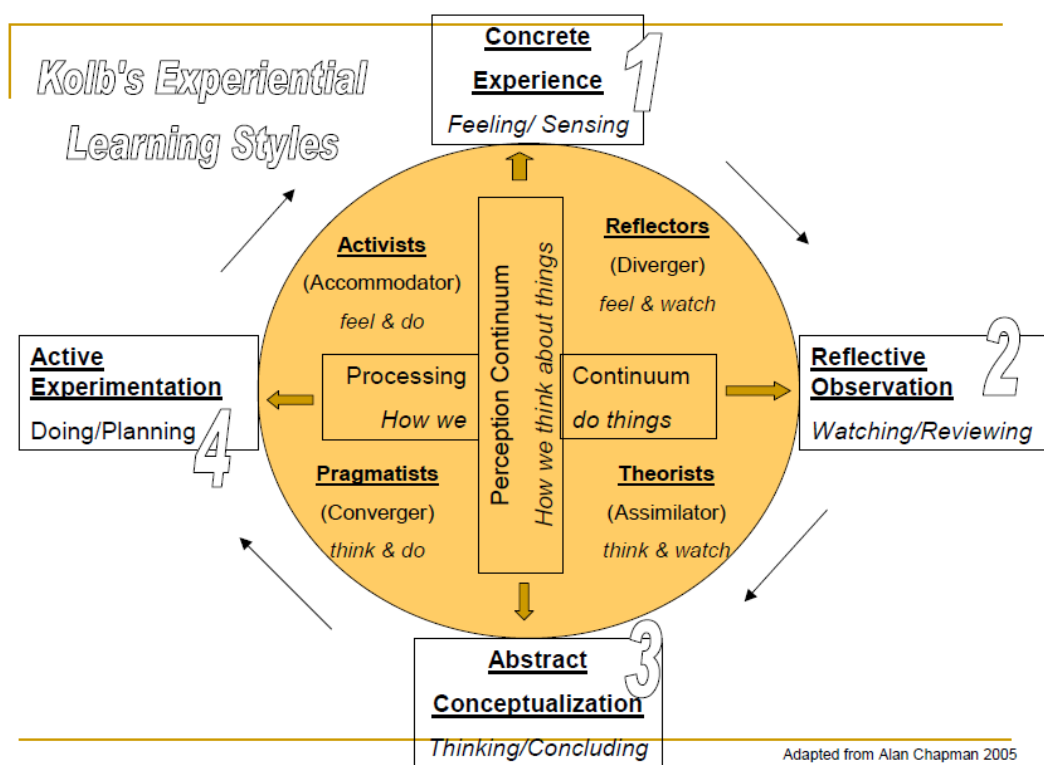 Kolb's Experiential
Learning Styles
Concrete
Experience
Feeling/ Sensing
1
Activists
(Accommodator)
feel & do
Reflectors
(Diverger)
feel & watch
Active
Experimentation
Doing/Planning
4
Processing
How we
Perception Continuum
How we think about things
Continuum
do things
Reflective
Observation
Watching/Reviewing
2
Pragmatists
(Converger)
think & do
Theorists
(Assimilator)
think & watch
Abstract
Conceptualization
Thinking/Concluding
3
Adapted from Alan Chapman 2005